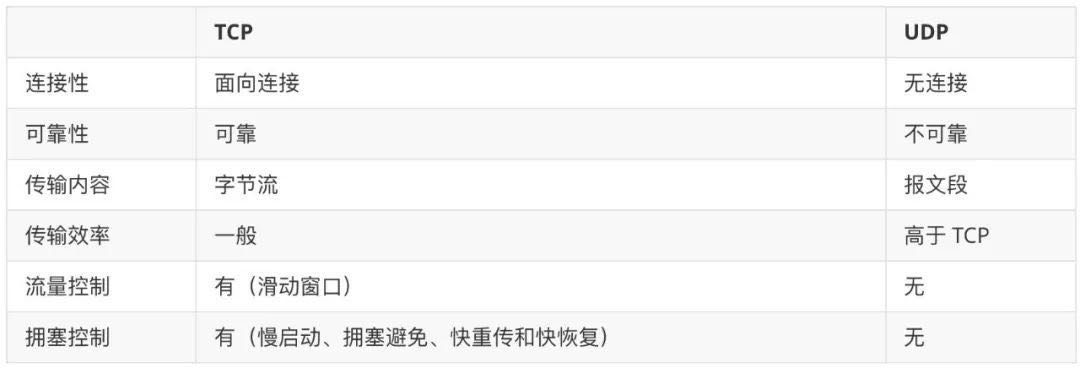 TCP UDP
连接性 面向连接 无连接
可靠性 可靠 不可靠
传输内容 字节流 报文段
传输效率 一般 高于 TCP
流量控制 有（滑动窗口） 无
拥塞控制 有（慢启动、拥塞避免、快重传和快恢复） 无